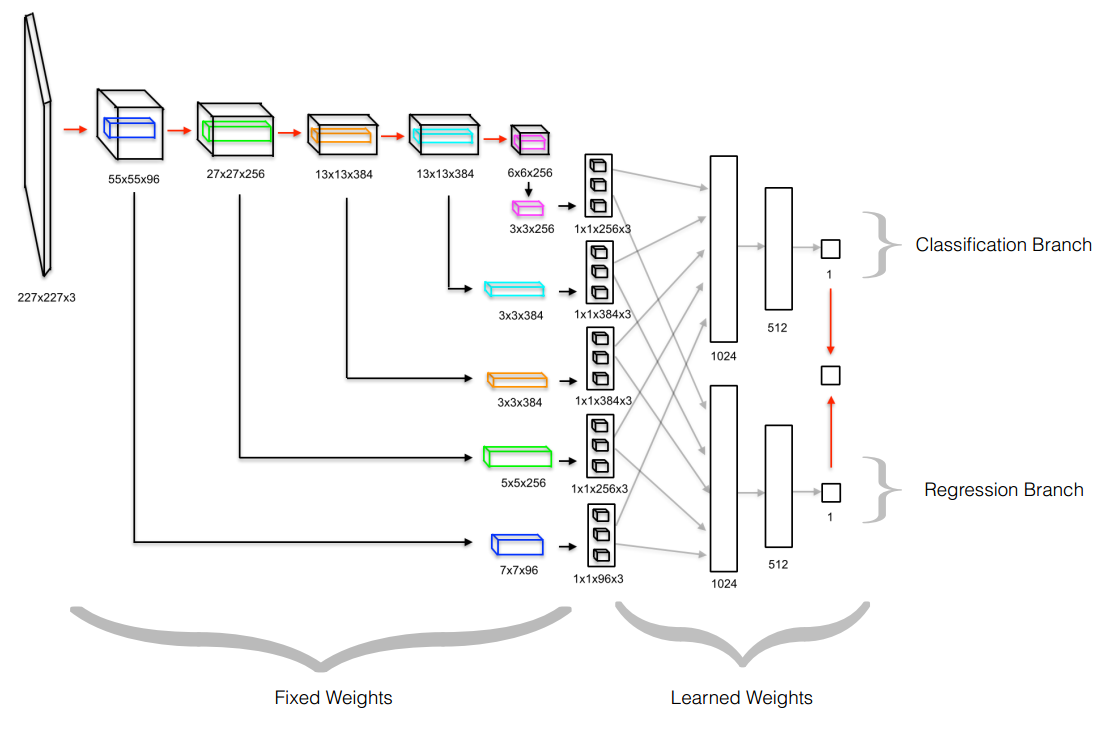 227x227x3
55x55x96
27x27x256
13x13x384
13x13x384
6x6x256
3x3x256
1x1x256x3
3x3x384
1x1x384x3
3x3x384
1x1x384x3
5x5x256
1x1x256x3
7x7x96
1x1x96x3
1024
512
1
Classification Branch
1024
512
1
Regression Branch
Fixed Weights
Learned Weights